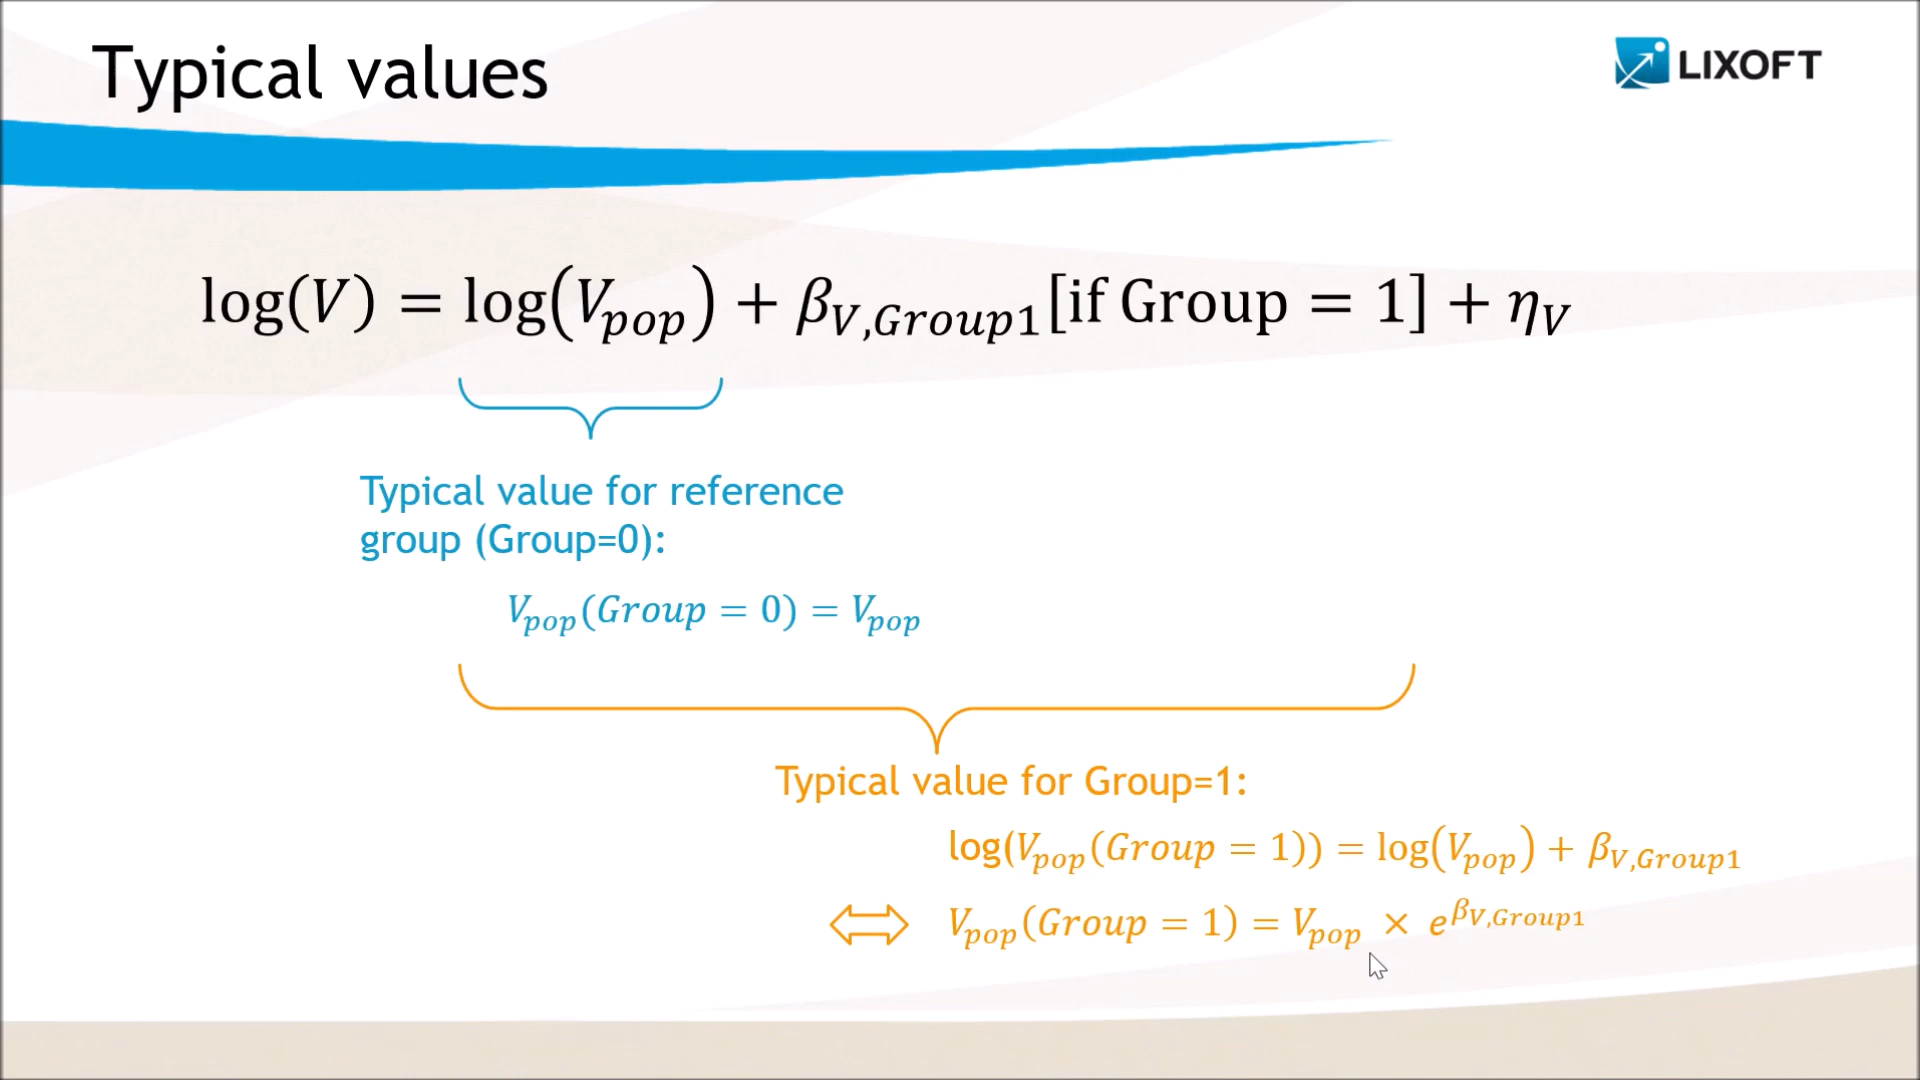 Typical values
LIXOFT
log(V) = log(V_pop) + β_V,Group1 [if Group = 1] + η_V
Typical value for reference
group (Group=0):
V_pop(Group = 0) = V_pop
Typical value for Group=1:
log(V_pop(Group = 1)) = log(V_pop) + β_V,Group1
⇔ V_pop(Group = 1) = V_pop × e^β_V,Group1